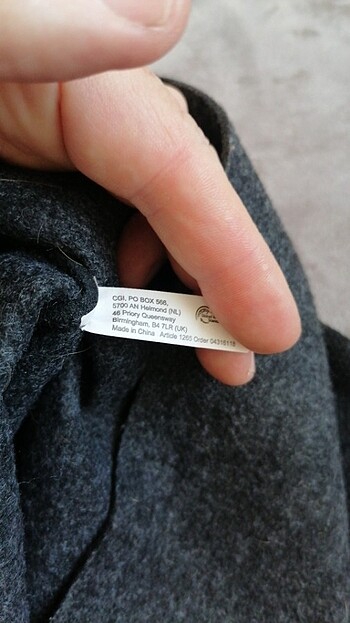 CGI, PO BOX 566,
5700 AN Helmond (NL)
46 Priory Queensway
Birmingham, B4 7LR (UK)
Made in China Article 1265 Order 04316118